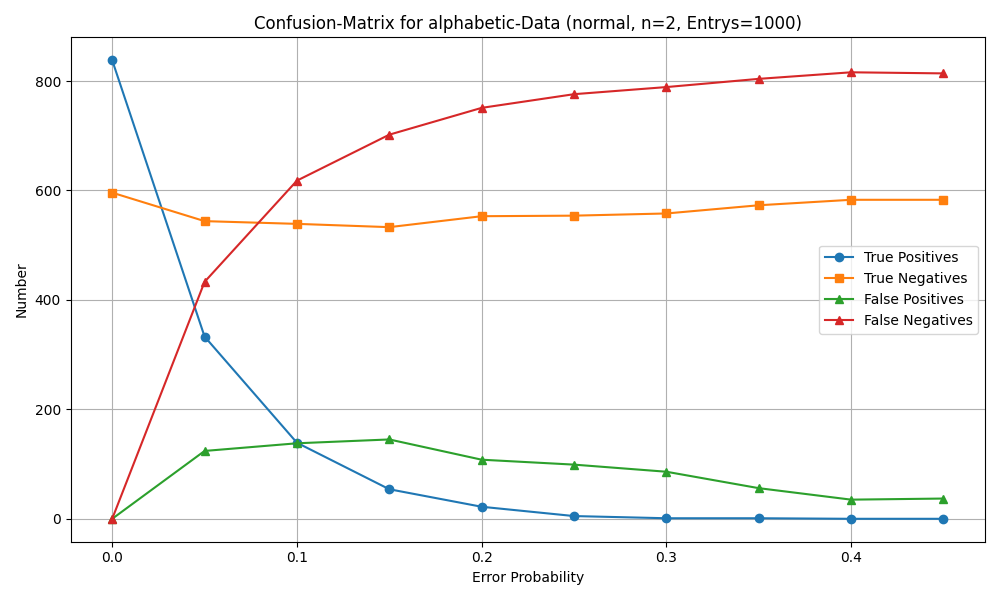 Confusion-Matrix for alphabetic-Data (normal, n=2, Entrys=1000)
Number
800
600
400
200
0
True Positives
True Negatives
False Positives
False Negatives
0.0 0.1 0.2 0.3 0.4
Error Probability